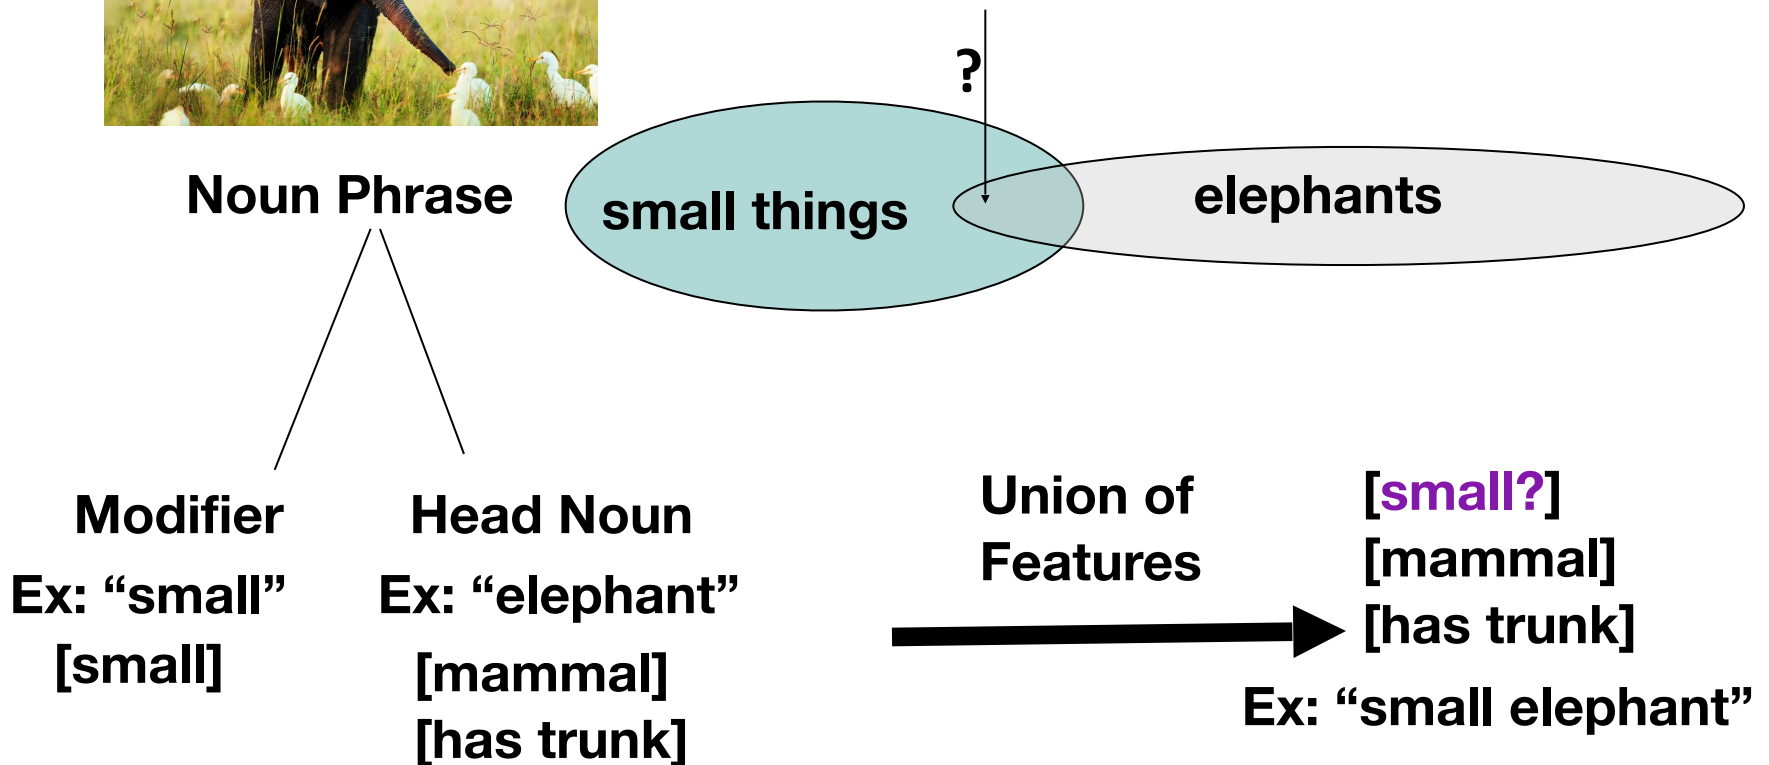 ?
Noun Phrase
small things
elephants
Modifier
Ex: “small”
[small]
Head Noun
Ex: “elephant”
[mammal]
[has trunk]
Union of
Features
[small?]
[mammal]
[has trunk]
Ex: “small elephant”